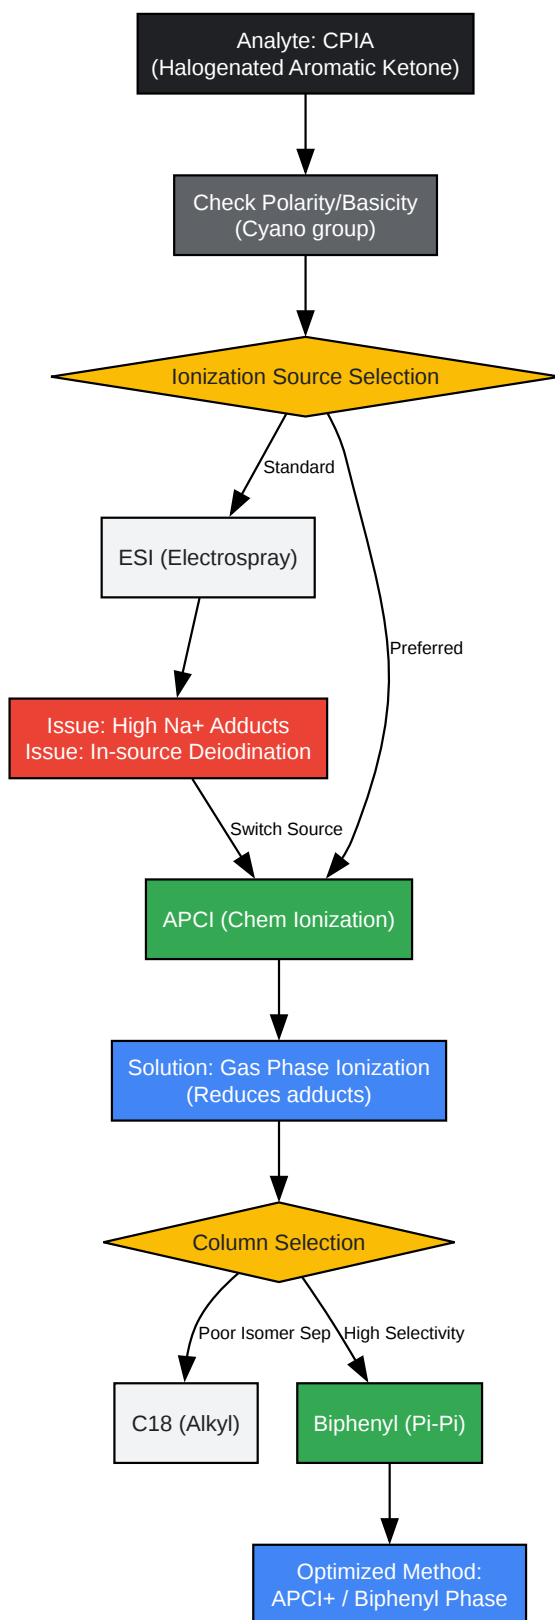 Analyte: CPIA
(Halogenated Aromatic Ketone)
Check Polarity/Basicity
(Cyano group)
Ionization Source Selection
Standard
ESI (Electrospray)
Preferred
Issue: High Na+ Adducts
Issue: In-source Deiodination
Switch Source
APCI (Chem Ionization)
Solution: Gas Phase Ionization
(Reduces adducts)
Column Selection
Poor Isomer Sep
High Selectivity
C18 (Alkyl)
Biphenyl (Pi-Pi)
Optimized Method:
APCI+ / Biphenyl Phase